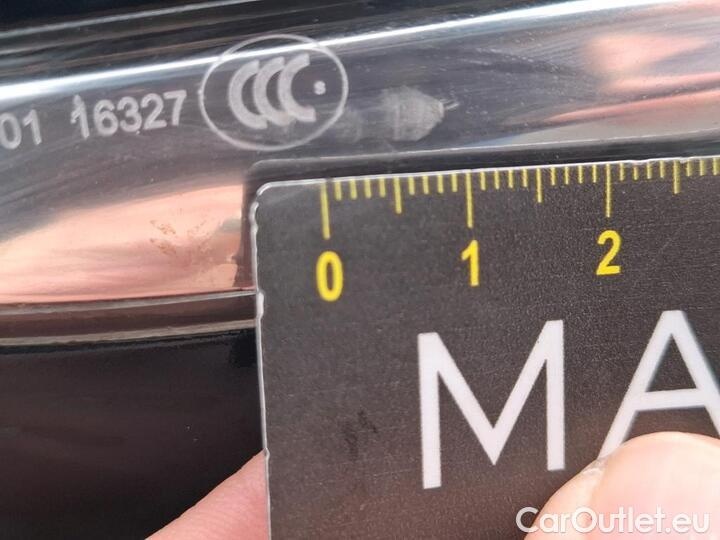 01 16327 CCC S
0 1 2
MA
CarOutlet.eu